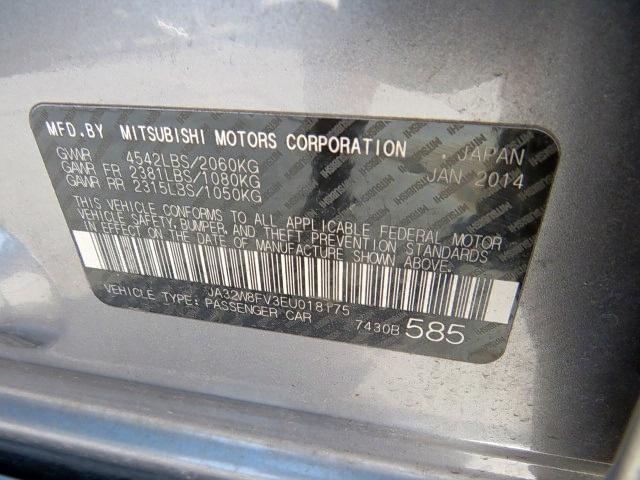 MFD.BY MITSUBISHI MOTORS CORPORATION . JAPAN
GVWR 4542LBS/2060KG JAN 2014
GAWR FR 2381LBS/1080KG
GAWR RR 2315LBS/1050KG
THIS VEHICLE CONFORMS TO ALL APPLICABLE FEDERAL MOTOR
VEHICLE SAFETY, BUMPER, AND THEFT PREVENTION STANDARDS
IN EFFECT ON THE DATE OF MANUFACTURE SHOWN ABOVE.
JA32W8FV3EU018175
VEHICLE TYPE: PASSENGER CAR 7430B 585